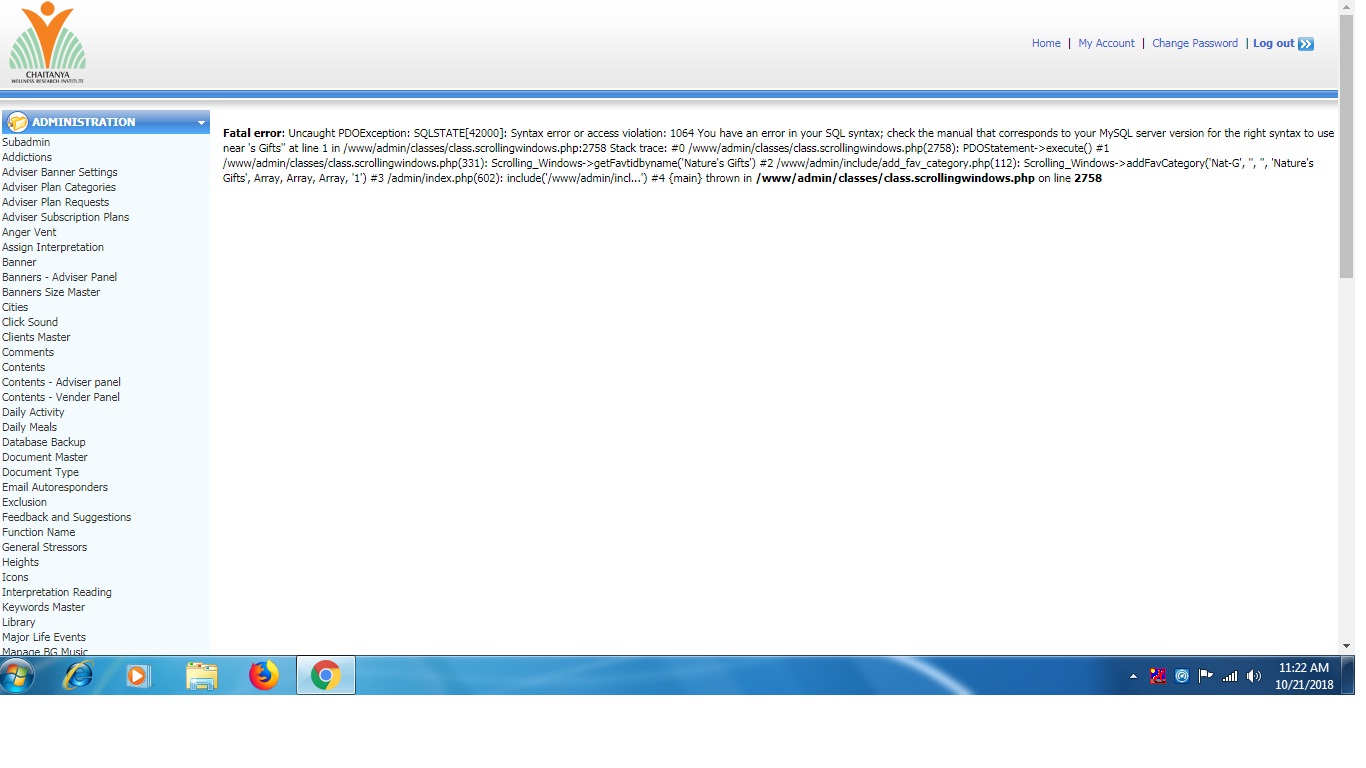 CHAITANYA
WELLNESS RESEARCH INSTITUTE
Home | My Account | Change Password | Log out
ADMINISTRATION
Subadmin
Addictions
Adviser Banner Settings
Adviser Plan Categories
Adviser Plan Requests
Adviser Subscription Plans
Anger Vent
Assign Interpretation
Banner
Banners - Adviser Panel
Banners Size Master
Cities
Click Sound
Clients Master
Comments
Contents
Contents - Adviser panel
Contents - Vender Panel
Daily Activity
Daily Meals
Database Backup
Document Master
Document Type
Email Autoresponders
Exclusion
Feedback and Suggestions
Function Name
General Stressors
Heights
Icons
Interpretation Reading
Keywords Master
Library
Major Life Events
Manage BG Music
Fatal error: Uncaught PDOException: SQLSTATE[42000]: Syntax error or access violation: 1064 You have an error in your SQL syntax; check the manual that corresponds to your MySQL server version for the right syntax to use
near 's Gifts'' at line 1 in /www/admin/classes/class.scrollingwindows.php:2758 Stack trace: #0 /www/admin/classes/class.scrollingwindows.php(2758): PDOStatement->execute() #1
/www/admin/classes/class.scrollingwindows.php(331): Scrolling_Windows->getFavtidbyname('Nature's Gifts') #2 /www/admin/include/add_fav_category.php(112): Scrolling_Windows->addFavCategory('Nat-G', '', '', 'Nature's
Gifts', Array, Array, Array, '1') #3 /admin/index.php(602): include('/www/admin/incl...') #4 {main} thrown in /www/admin/classes/class.scrollingwindows.php on line 2758
11:22 AM
10/21/2018